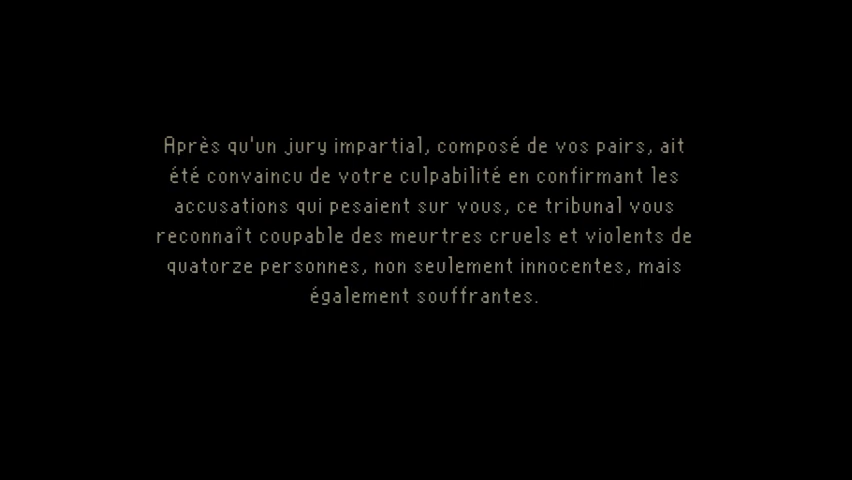 Après qu'un jury impartial, composé de vos pairs, ait
été convaincu de votre culpabilité en confirmant les
accusations qui pesaient sur vous, ce tribunal vous
reconnaît coupable des meurtres cruels et violents de
quatorze personnes, non seulement innocentes, mais
également souffrantes.